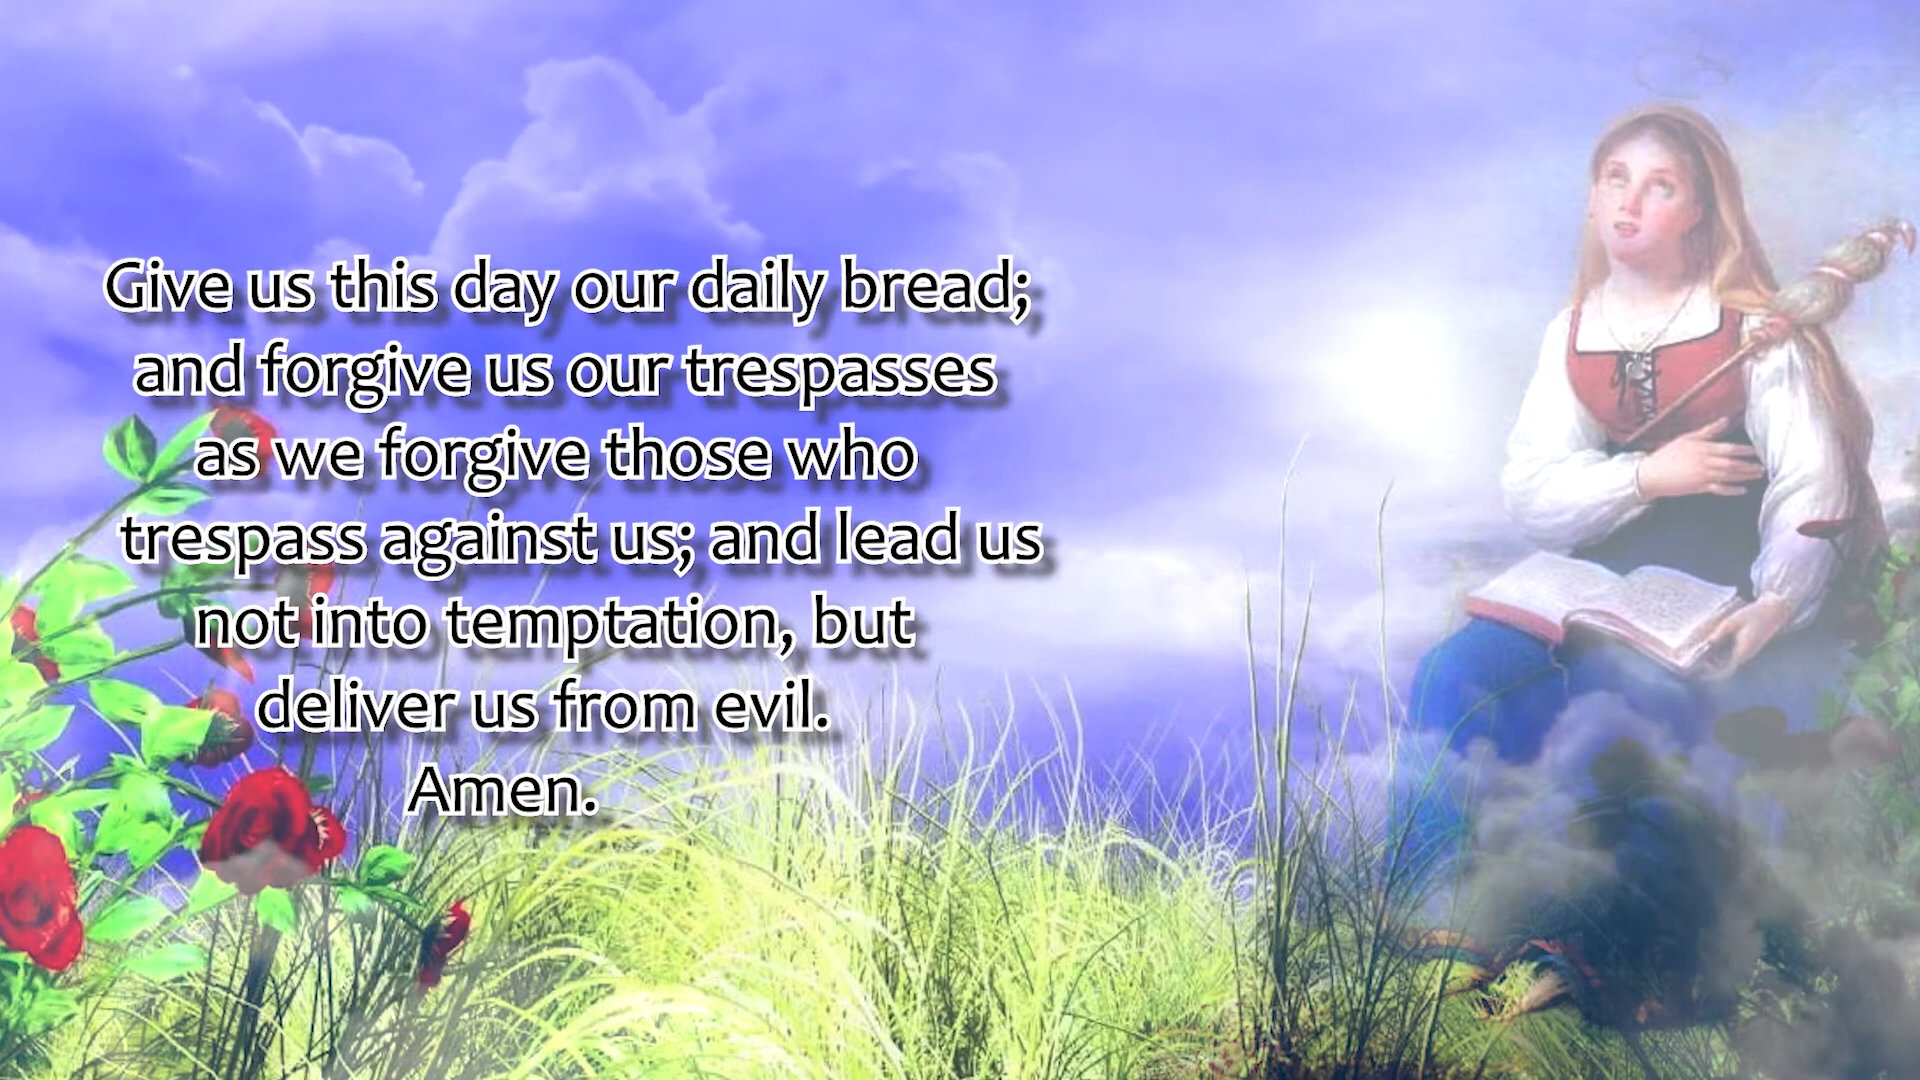 Give us this day our daily bread;
and forgive us our trespasses
as we forgive those who
trespass against us; and lead us
not into temptation, but
deliver us from evil.
Amen.